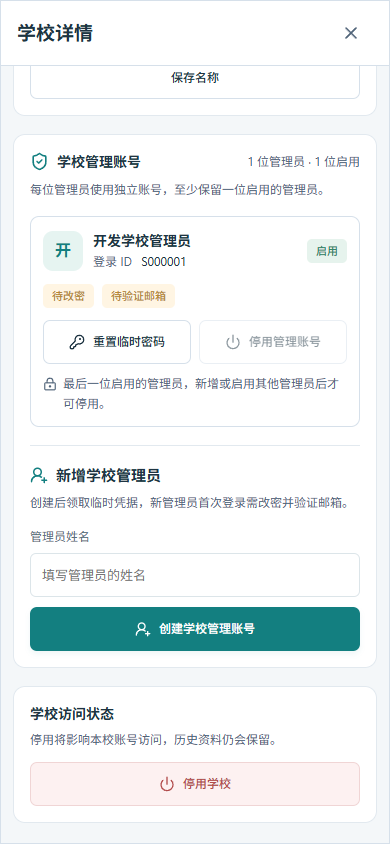 学校详情
保存名称
学校管理账号
1 位管理员 · 1 位启用
每位管理员使用独立账号，至少保留一位启用的管理员。
开
开发学校管理员
登录 ID S000001
启用
待改密
待验证邮箱
重置临时密码
停用管理账号
最后一位启用的管理员，新增或启用其他管理员后才
可停用。
新增学校管理员
创建后领取临时凭据，新管理员首次登录需改密并验证邮箱。
管理员姓名
填写管理员的姓名
创建学校管理账号
学校访问状态
停用将影响本校账号访问，历史资料仍会保留。
停用学校